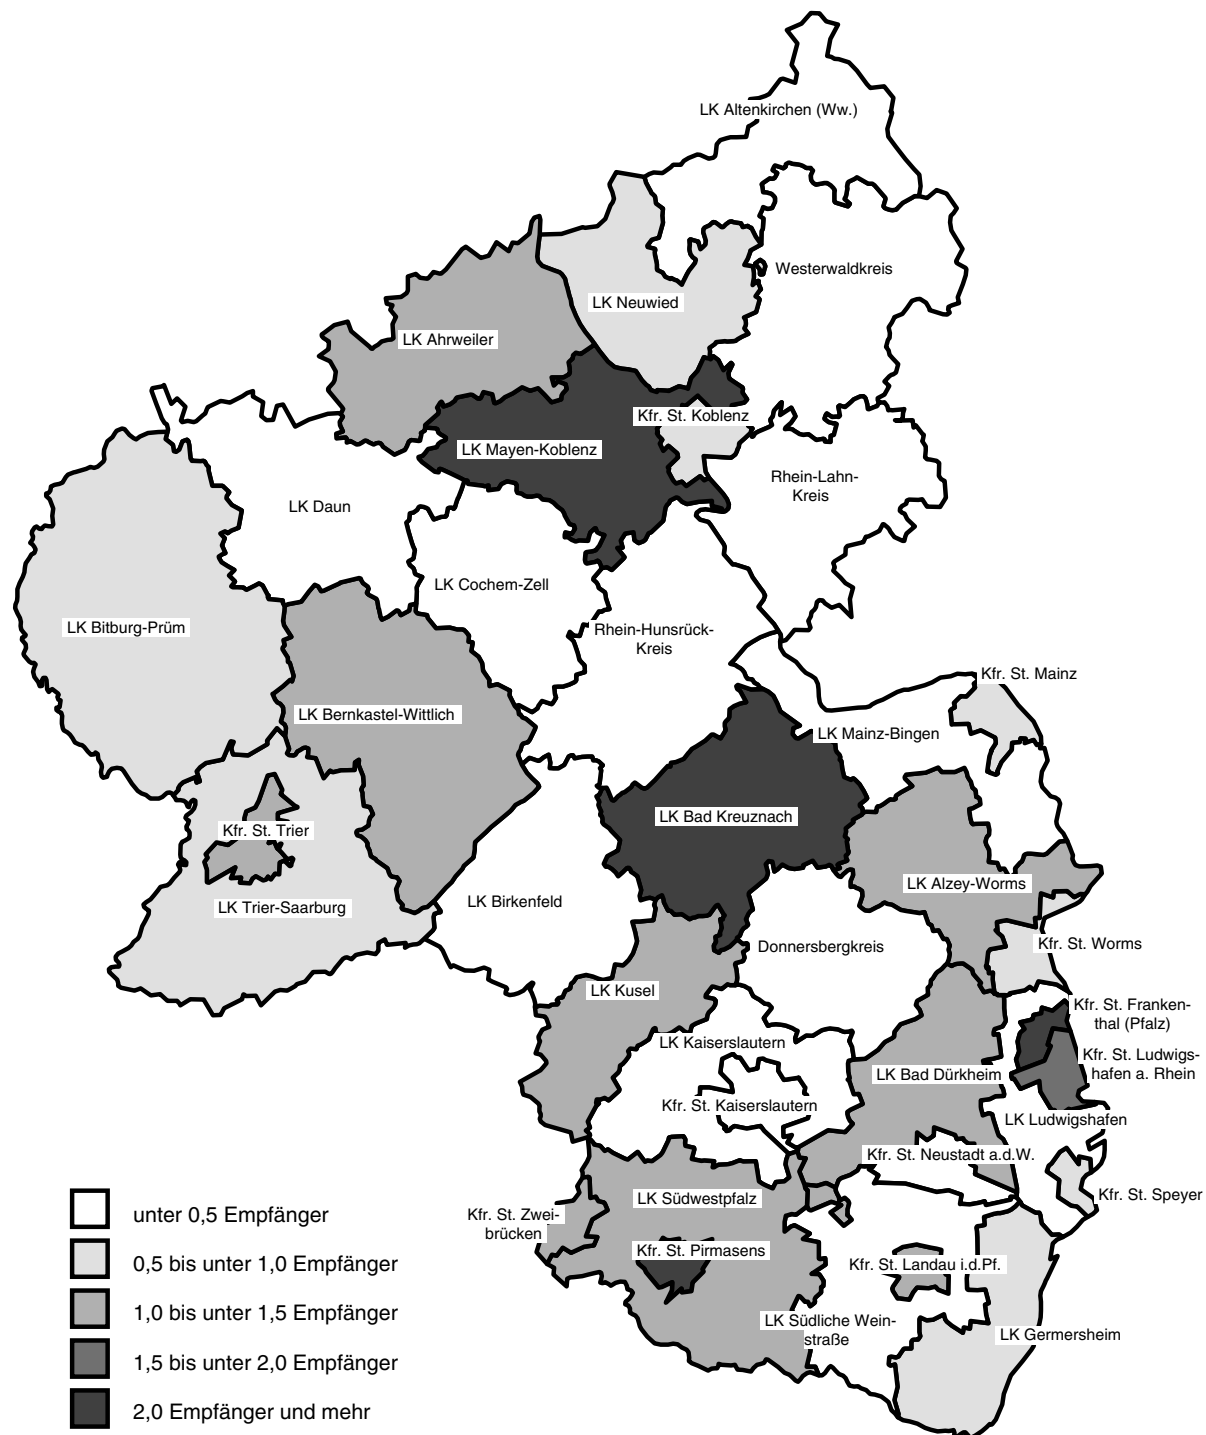 LK Altenkirchen (Ww.)
Westerwaldkreis
LK Neuwied
LK Ahrweiler
Kfr. St. Koblenz
LK Mayen-Koblenz
Rhein-Lahn-
Kreis
LK Daun
LK Cochem-Zell
LK Bitburg-Prüm
Rhein-Hunsrück-
Kreis
Kfr. St. Mainz
LK Bernkastel-Wittlich
LK Mainz-Bingen
LK Bad Kreuznach
Kfr. St. Trier
LK Alzey-Worms
LK Birkenfeld
LK Trier-Saarburg
Donnersbergkreis
Kfr. St. Worms
LK Kusel
Kfr. St. Franken-
thal (Pfalz)
LK Kaiserslautern
Kfr. St. Ludwigs-
hafen a. Rhein
LK Bad Dürkheim
Kfr. St. Kaiserslautern
LK Ludwigshafen
Kfr. St. Neustadt a.d.W.
Kfr. St. Speyer
LK Südwestpfalz
Kfr. St. Zwei-
brücken
Kfr. St. Pirmasens
Kfr. St. Landau i.d.Pf.
LK Südliche Wein-
straße
LK Germersheim
unter 0,5 Empfänger
0,5 bis unter 1,0 Empfänger
1,0 bis unter 1,5 Empfänger
1,5 bis unter 2,0 Empfänger
2,0 Empfänger und mehr